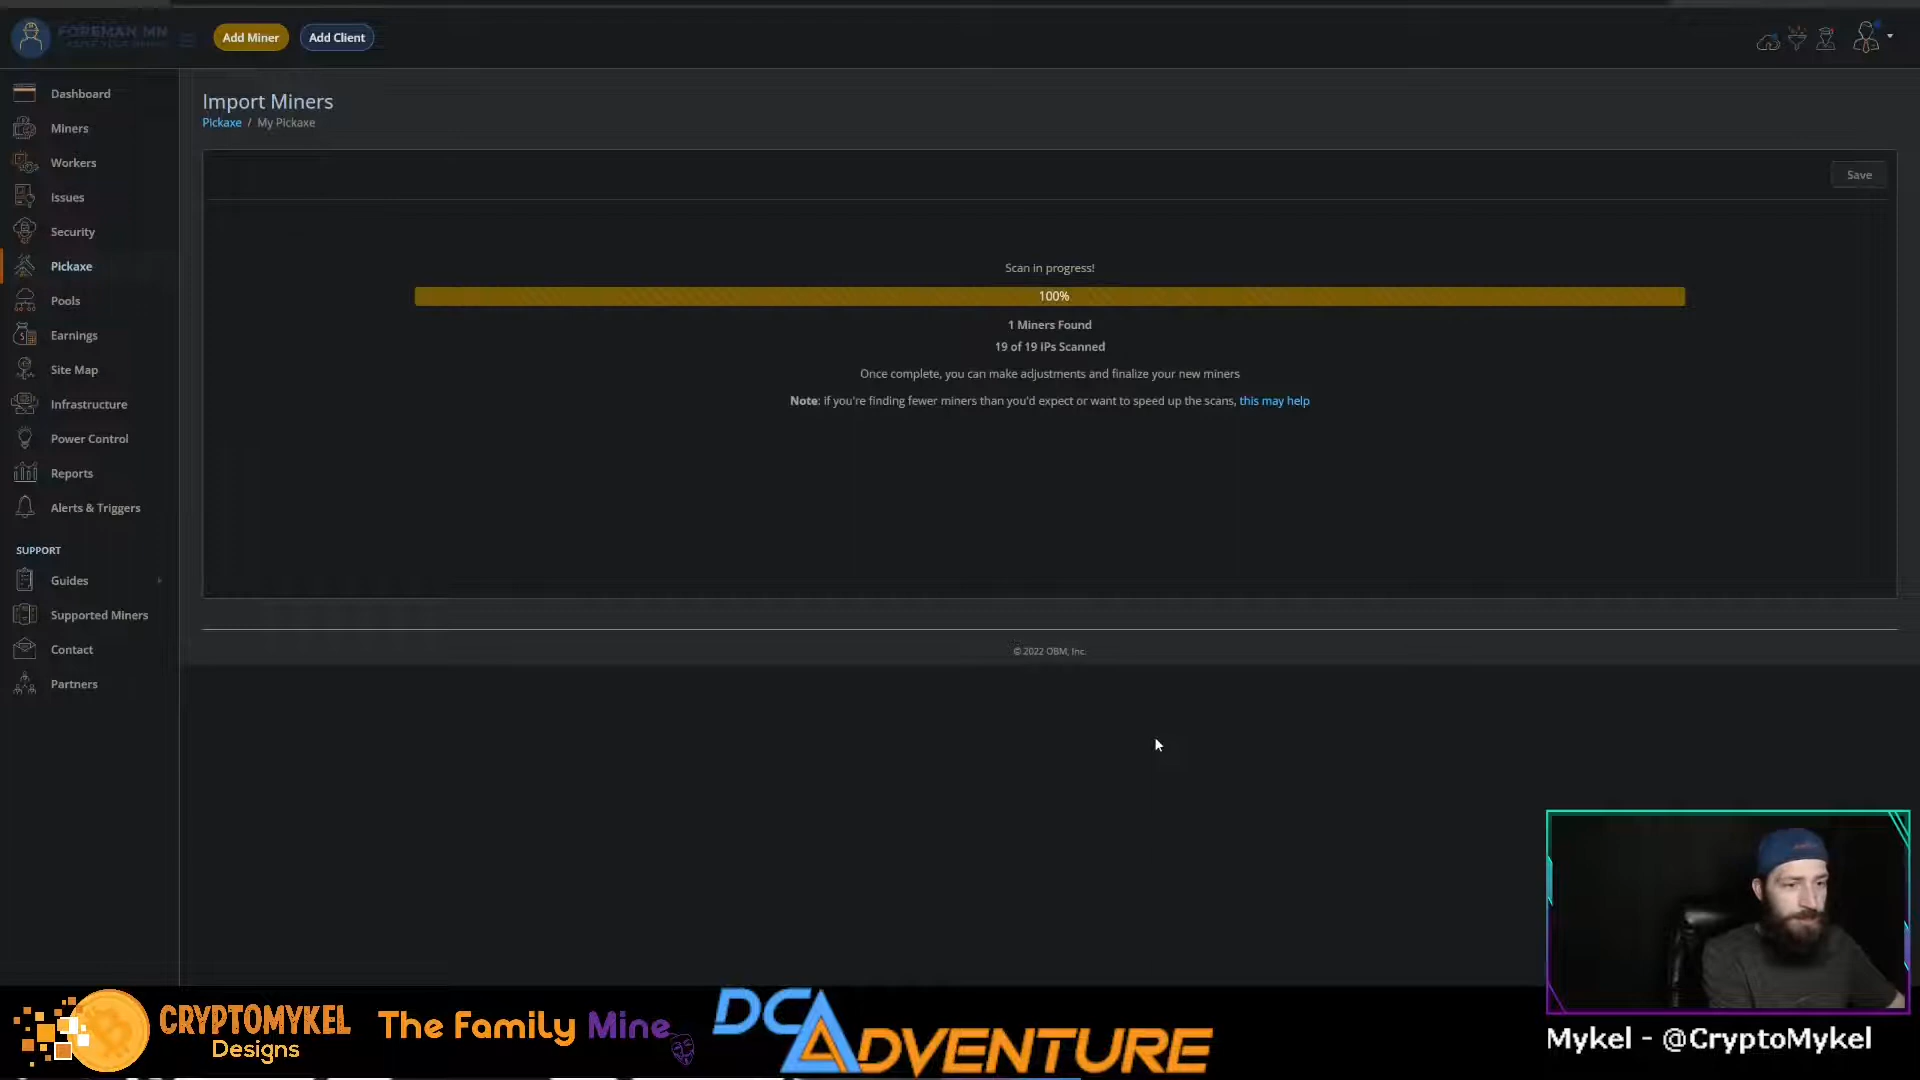 FOREMAN MN
Add Miner
Add Client
Dashboard
Miners
Workers
Issues
Security
Pickaxe
Pools
Earnings
Site Map
Infrastructure
Power Control
Reports
Alerts & Triggers
SUPPORT
Guides
Supported Miners
Contact
Partners
Import Miners
Pickaxe / My Pickaxe
Save
Scan in progress!
100%
1 Miners Found
19 of 19 IPs Scanned
Once complete, you can make adjustments and finalize your new miners
Note: if you're finding fewer miners than you'd expect or want to speed up the scans, this may help
© 2022 OBM, Inc.
CRYPTOMYKEL
Designs
The Family Mine
DCADVENTURE
Mykel - @CryptoMykel